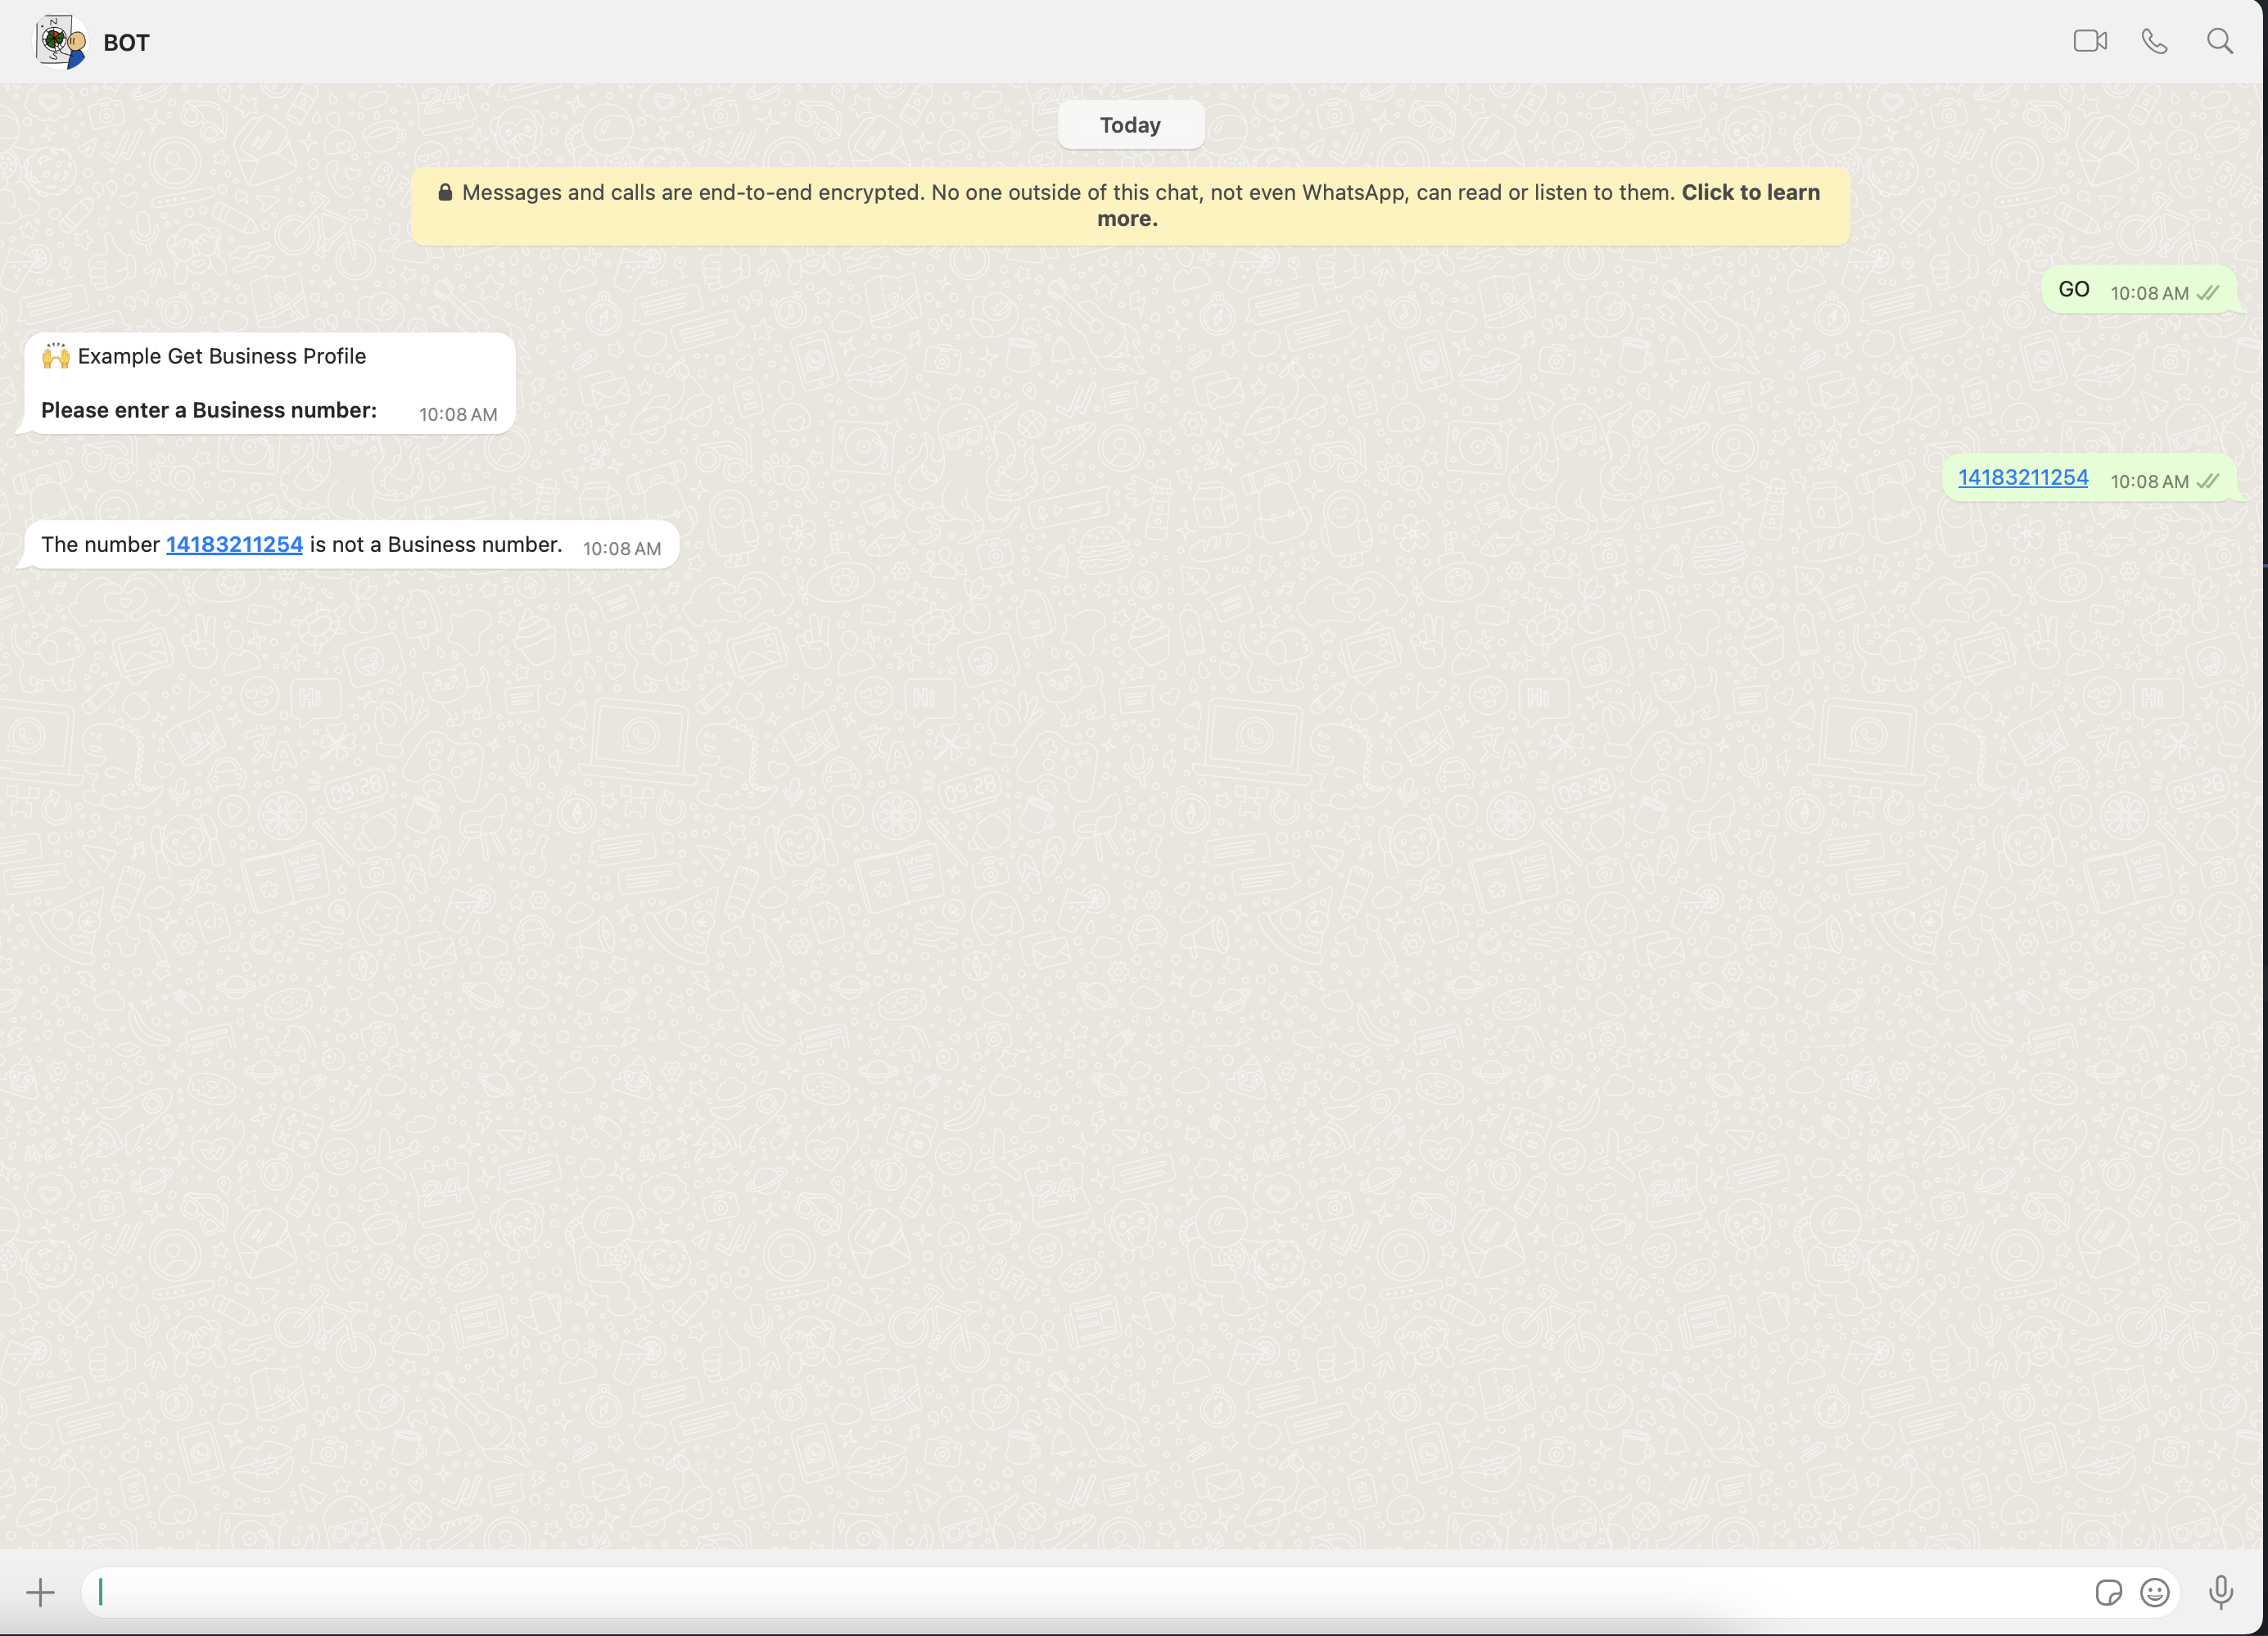 BOT
Today
Messages and calls are end-to-end encrypted. No one outside of this chat, not even WhatsApp, can read or listen to them. Click to learn
more.
GO 10:08 AM
🙌 Example Get Business Profile
Please enter a Business number: 10:08 AM
14183211254 10:08 AM
The number 14183211254 is not a Business number. 10:08 AM